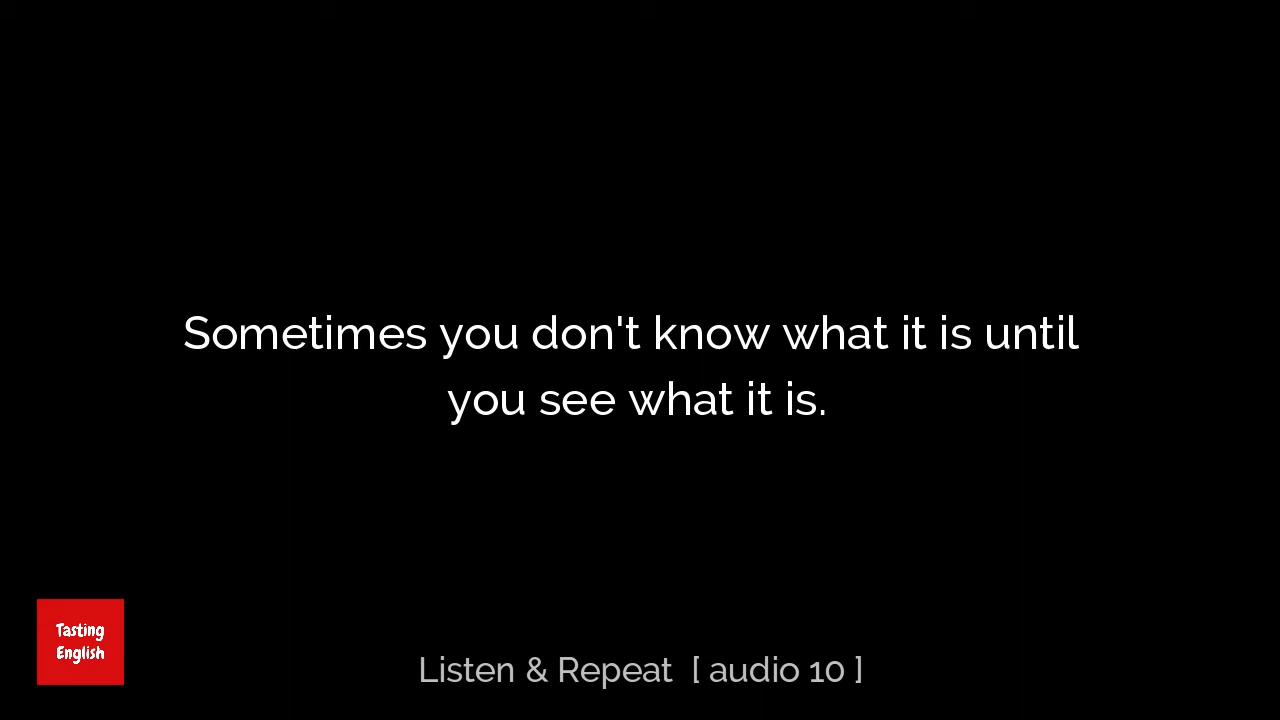 Sometimes you don't know what it is until
you see what it is.
Tasting
English
Listen & Repeat [ audio 10 ]